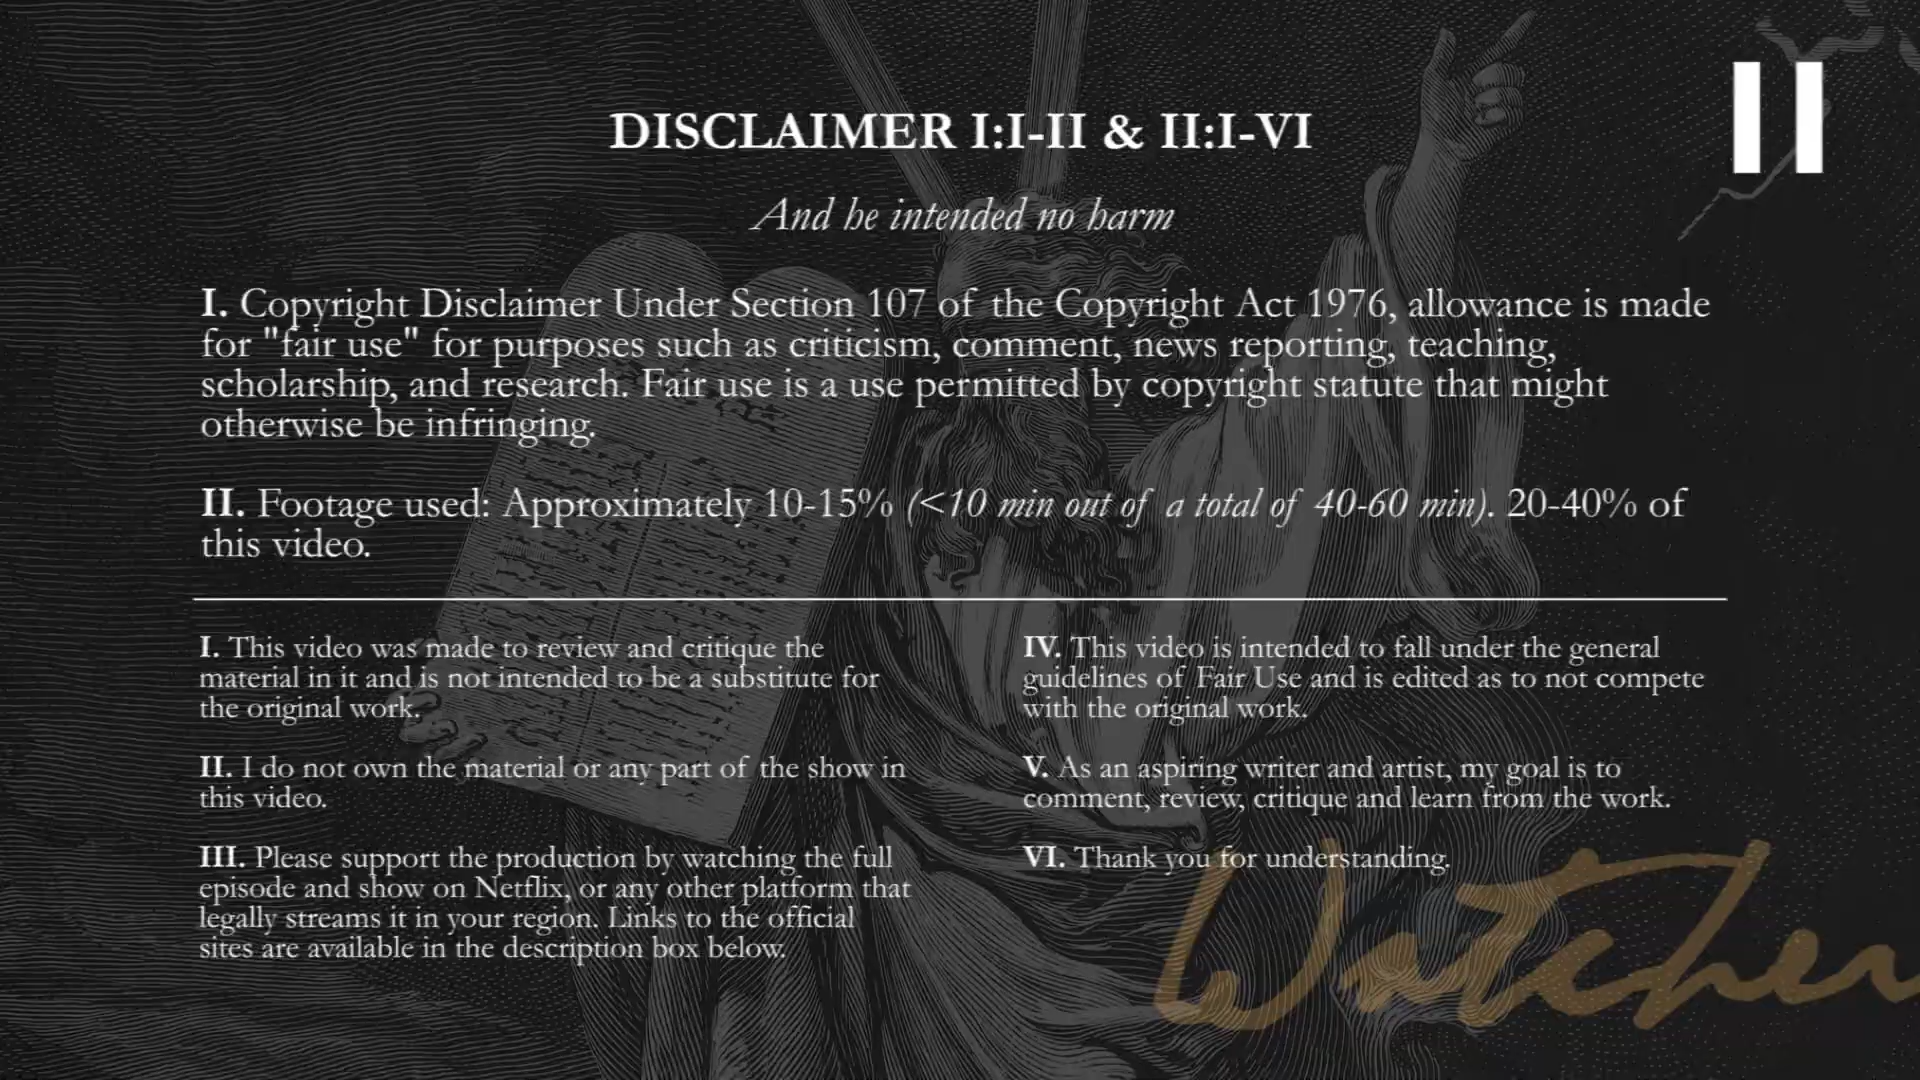 DISCLAIMER I:I-II & II:I-VI
And he intended no harm
I. Copyright Disclaimer Under Section 107 of the Copyright Act 1976, allowance is made
for "fair use" for purposes such as criticism, comment, news reporting, teaching,
scholarship, and research. Fair use is a use permitted by copyright statute that might
otherwise be infringing.
II. Footage used: Approximately 10-15% (<10 min out of a total of 40-60 min). 20-40% of
this video.
I. This video was made to review and critique the
material in it and is not intended to be a substitute for
the original work.
II. I do not own the material or any part of the show in
this video.
III. Please support the production by watching the full
episode and show on Netflix, or any other platform that
legally streams it in your region. Links to the official
sites are available in the description box below.
IV. This video is intended to fall under the general
guidelines of Fair Use and is edited as to not compete
with the original work.
V. As an aspiring writer and artist, my goal is to
comment, review, critique and learn from the work.
VI. Thank you for understanding.
Watcher